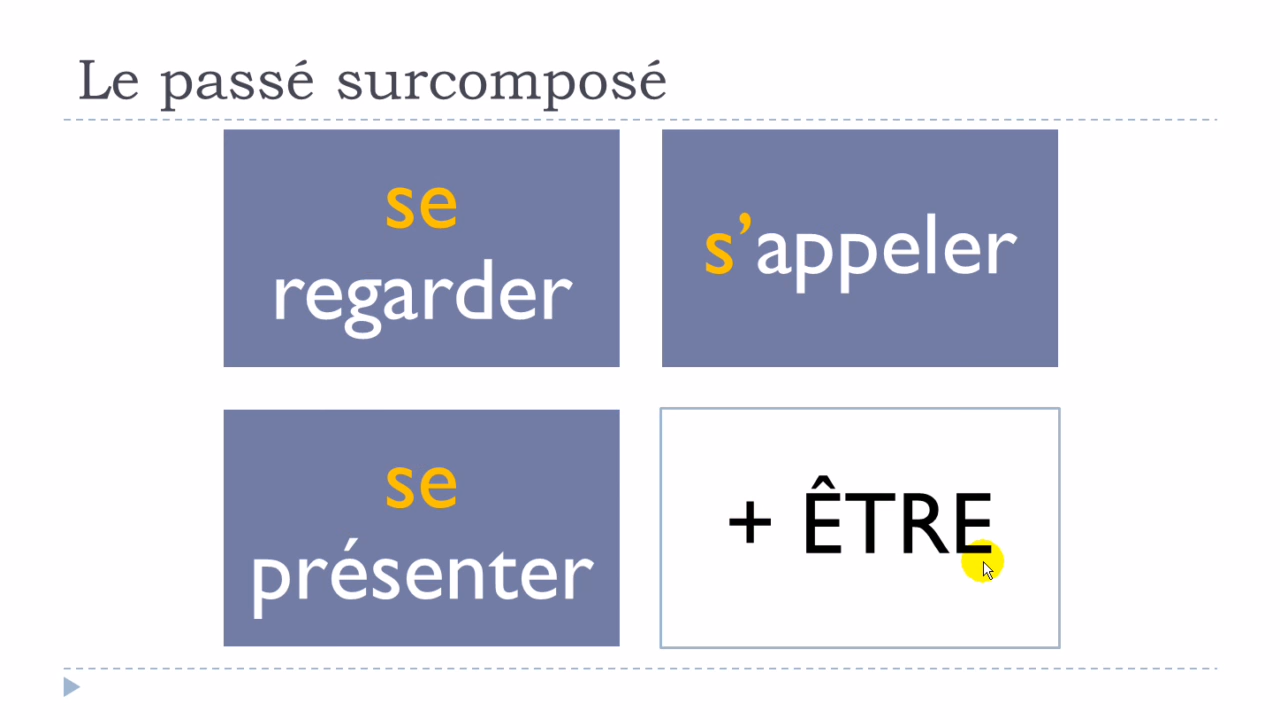 Le passé surcomposé
se
regarder
s’appeler
se
présenter
+ ÊTRE